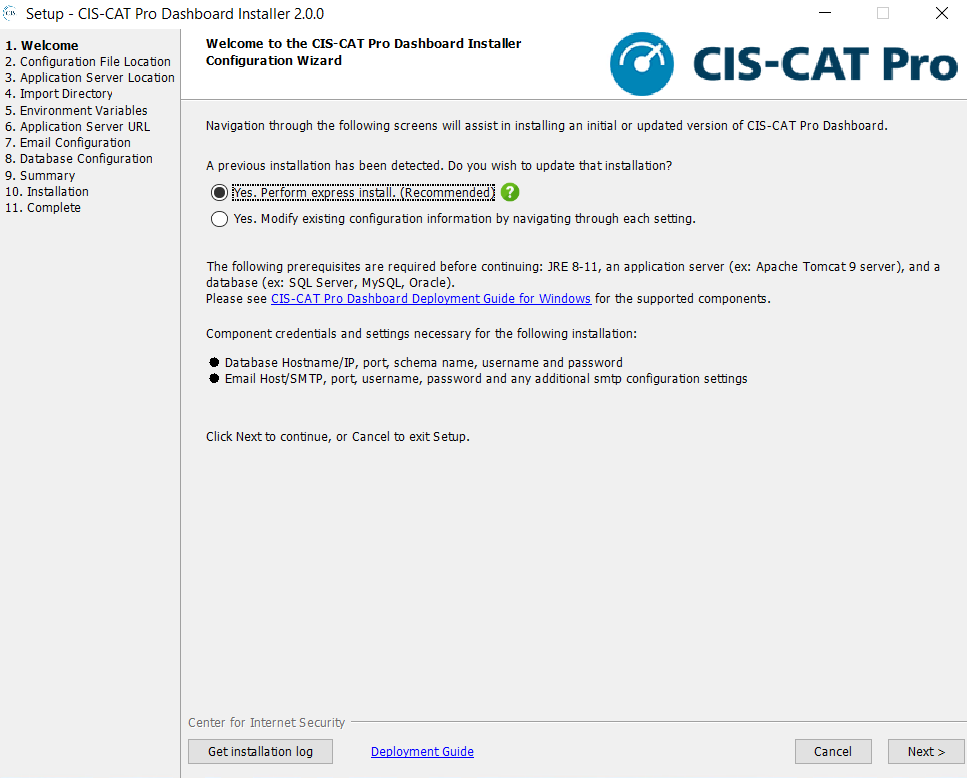 CIS
Setup - CIS-CAT Pro Dashboard Installer 2.0.0
1. Welcome
2. Configuration File Location
3. Application Server Location
4. Import Directory
5. Environment Variables
6. Application Server URL
7. Email Configuration
8. Database Configuration
9. Summary
10. Installation
11. Complete
Welcome to the CIS-CAT Pro Dashboard Installer
Configuration Wizard
CIS-CAT Pro
Navigation through the following screens will assist in installing an initial or updated version of CIS-CAT Pro Dashboard.
A previous installation has been detected. Do you wish to update that installation?
Yes. Perform express install. (Recommended) ?
Yes. Modify existing configuration information by navigating through each setting.
The following prerequisites are required before continuing: JRE 8-11, an application server (ex: Apache Tomcat 9 server), and a
database (ex: SQL Server, MySQL, Oracle).
Please see CIS-CAT Pro Dashboard Deployment Guide for Windows for the supported components.
Component credentials and settings necessary for the following installation:
● Database Hostname/IP, port, schema name, username and password
● Email Host/SMTP, port, username, password and any additional smtp configuration settings
Click Next to continue, or Cancel to exit Setup.
Center for Internet Security
Get installation log
Deployment Guide
Cancel
Next >